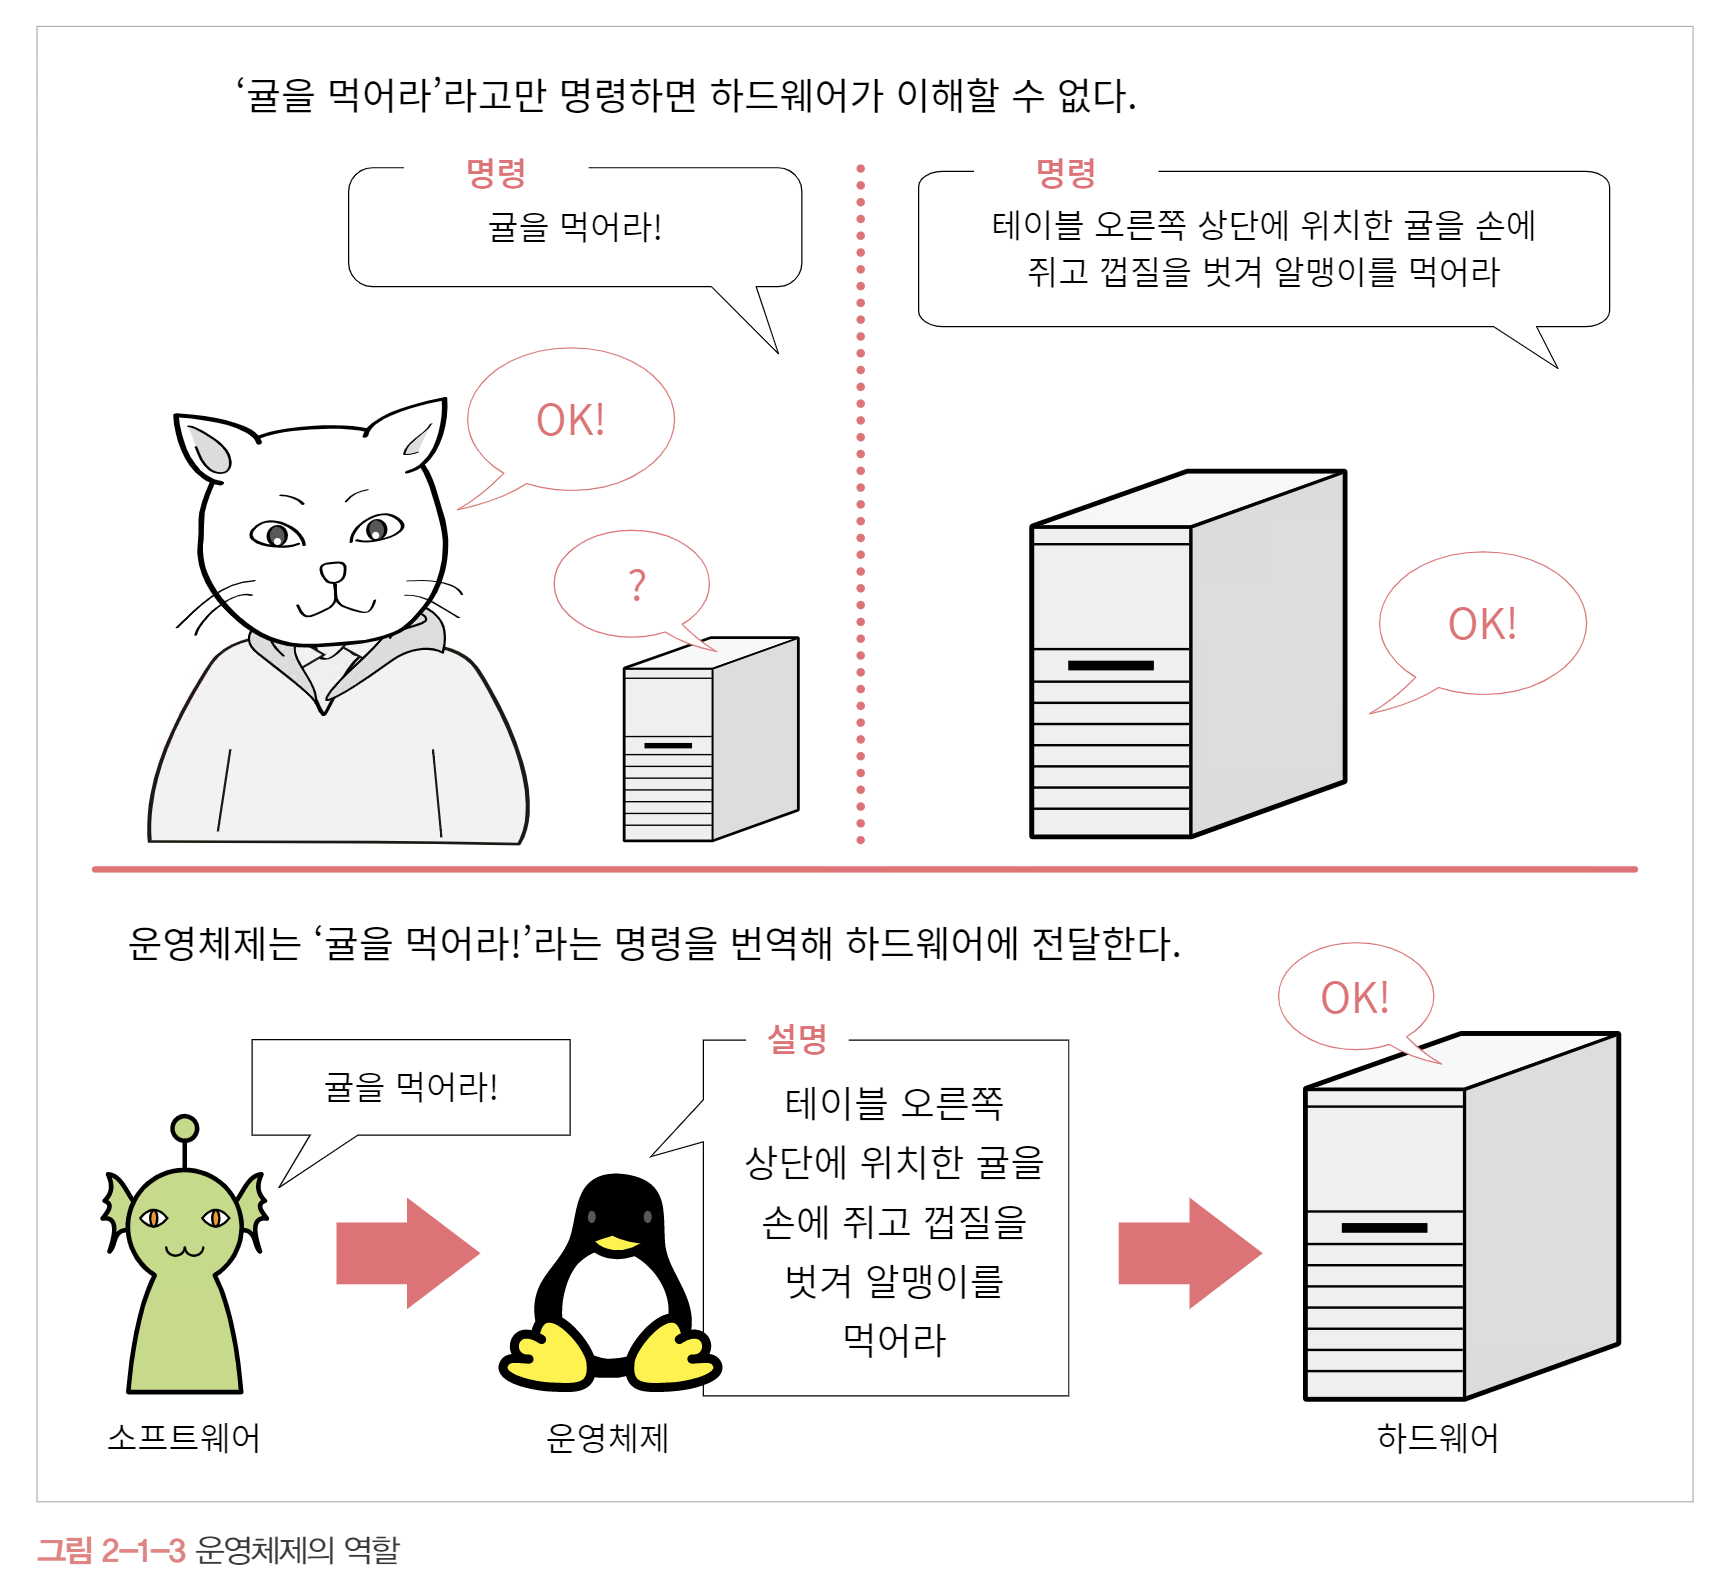 ‘귤을 먹어라’라고만 명령하면 하드웨어가 이해할 수 없다.
명령
귤을 먹어라!
명령
테이블 오른쪽 상단에 위치한 귤을 손에
쥐고 껍질을 벗겨 알맹이를 먹어라
OK!
?
OK!
운영체제는 ‘귤을 먹어라!’라는 명령을 번역해 하드웨어에 전달한다.
귤을 먹어라!
설명
테이블 오른쪽
상단에 위치한 귤을
손에 쥐고 껍질을
벗겨 알맹이를
먹어라
OK!
소프트웨어
운영체제
하드웨어
그림 2-1-3 운영체제의 역할